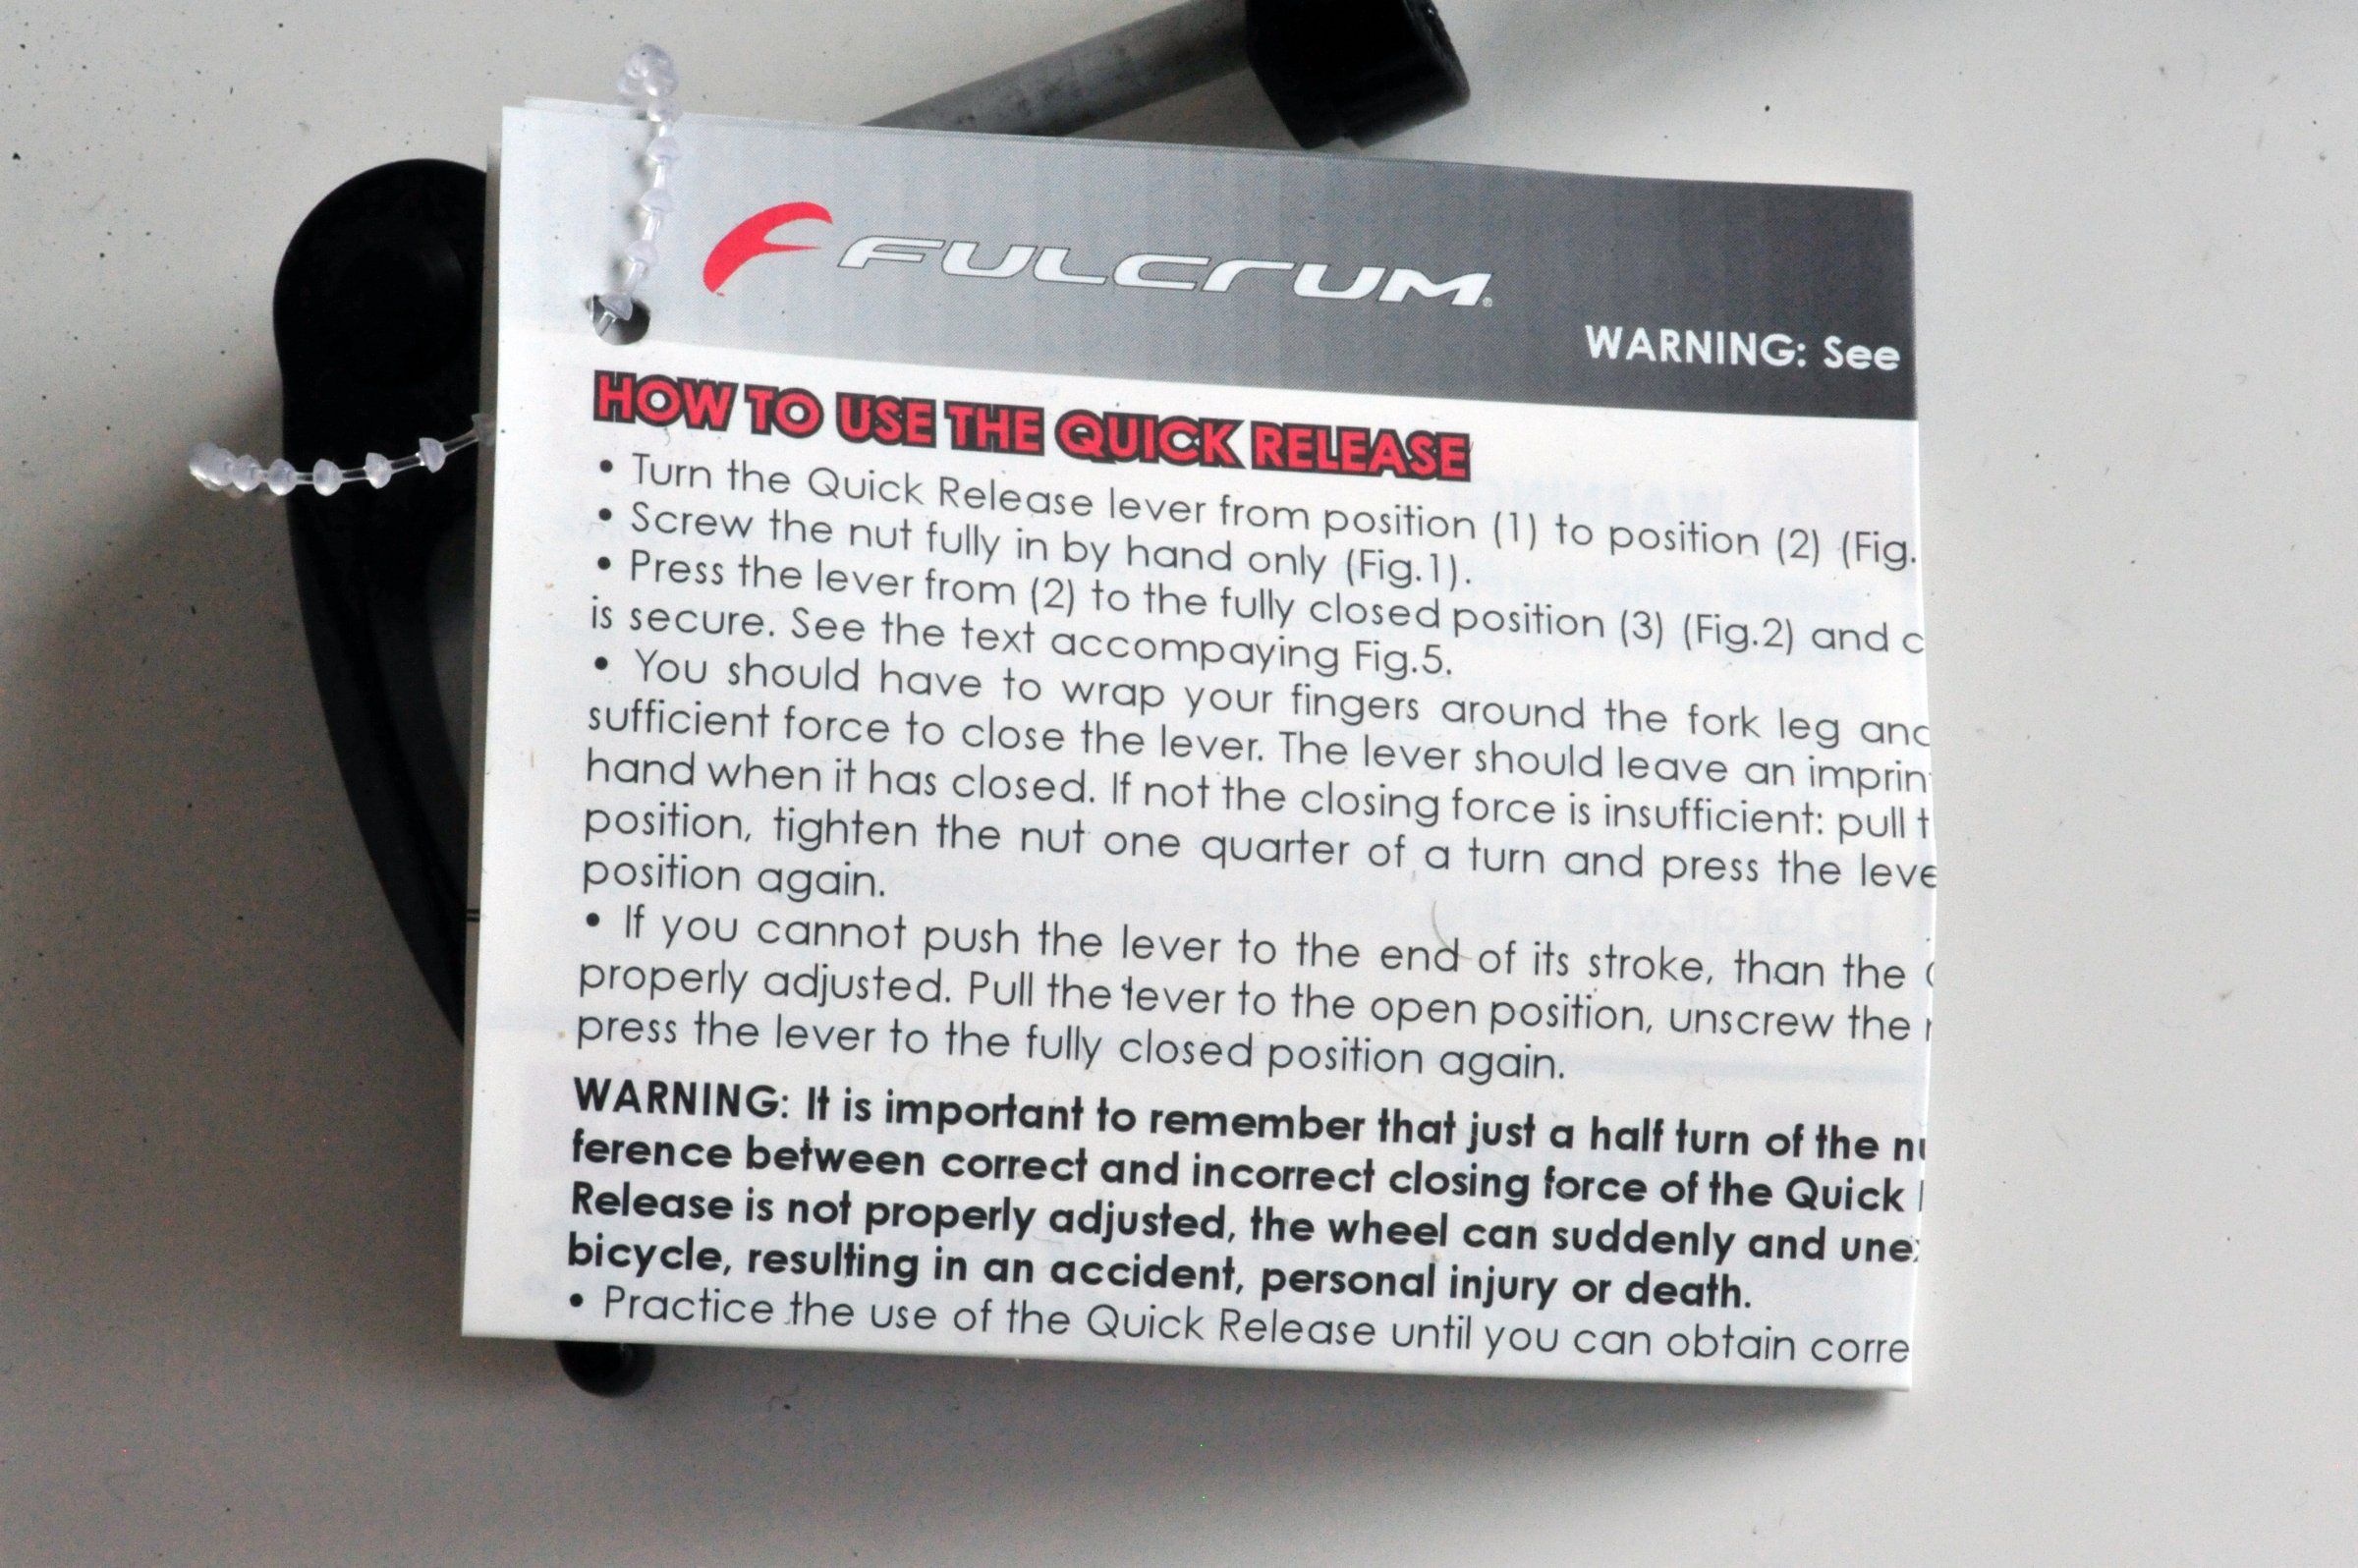 FULCRUM®
WARNING: See
HOW TO USE THE QUICK RELEASE
• Turn the Quick Release lever from position (1) to position (2) (Fig.
• Screw the nut fully in by hand only (Fig.1).
• Press the lever from (2) to the fully closed position (3) (Fig.2) and
is secure. See the text accompaying Fig.5.
• You should have to wrap your fingers around the fork leg and
sufficient force to close the lever. The lever should leave an
hand when it has closed. If not the closing force is insufficient: pull
position, tighten the nut one quarter of a turn and press the
position again.
• If you cannot push the lever to the end of its stroke, than the
properly adjusted. Pull the lever to the open position, unscrew the
press the lever to the fully closed position again.
WARNING: It is important to remember that just a half turn of the
ference between correct and incorrect closing force of the Quick
Release is not properly adjusted, the wheel can suddenly and
bicycle, resulting in an accident, personal injury or death.
• Practice the use of the Quick Release until you can obtain